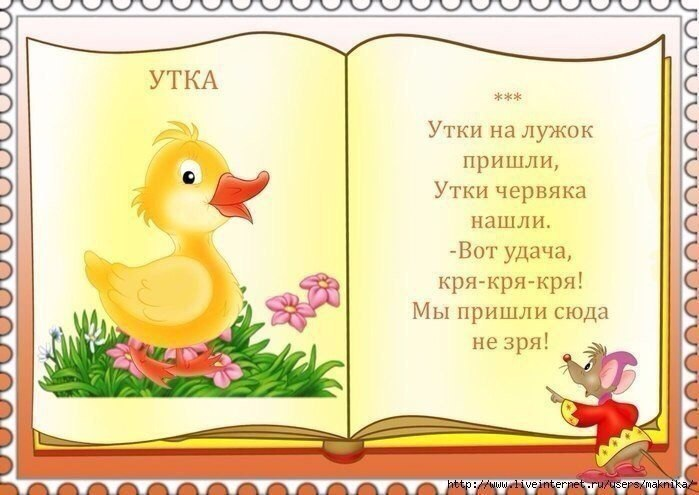 УТКА
***
Утки на лужок
пришли,
Утки червяка
нашли.
-Вот удача,
кря-кря-кря!
Мы пришли сюда
не зря!
http://www.liveinternet.ru/users/maknika/